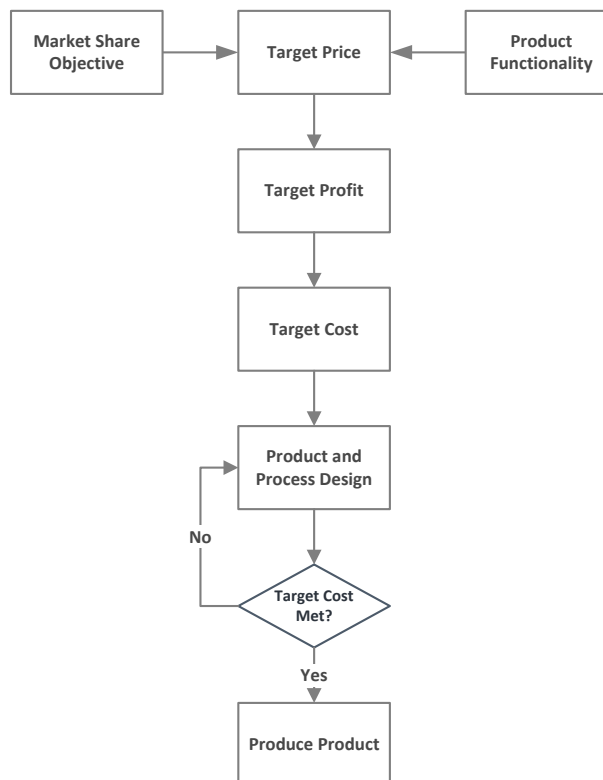 Market Share
Objective
Target Price
Product
Functionality
Target Profit
Target Cost
Product and
Process Design
No
Target Cost
Met?
Yes
Produce Product